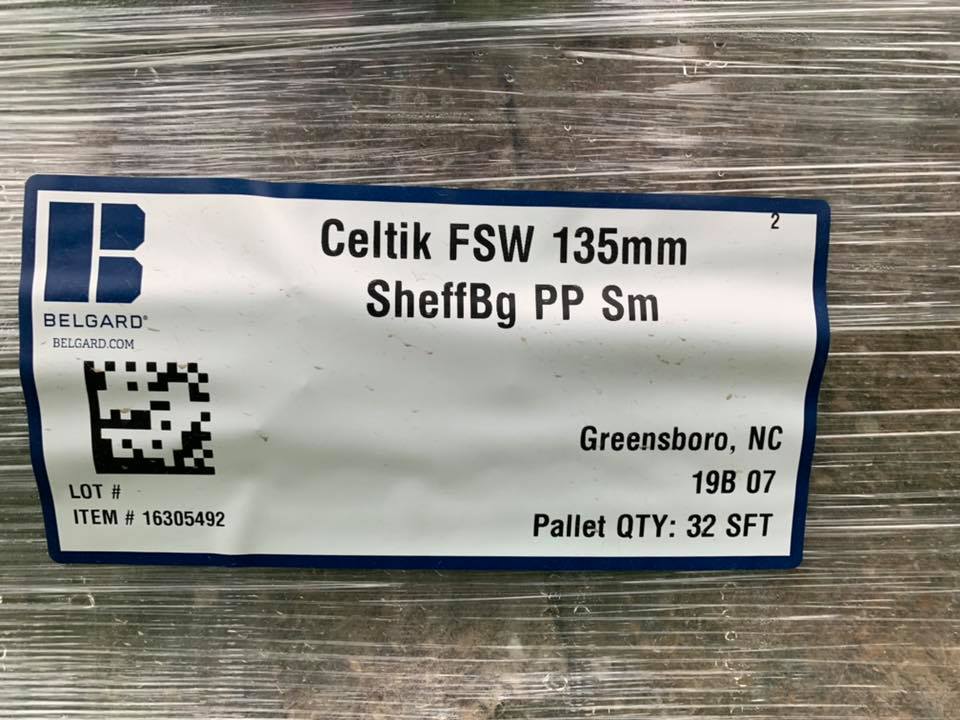 2
Celtik FSW 135mm
SheffBg PP Sm
BELGARD®
BELGARD.COM
Greensboro, NC
19B 07
LOT #
ITEM # 16305492
Pallet QTY: 32 SFT